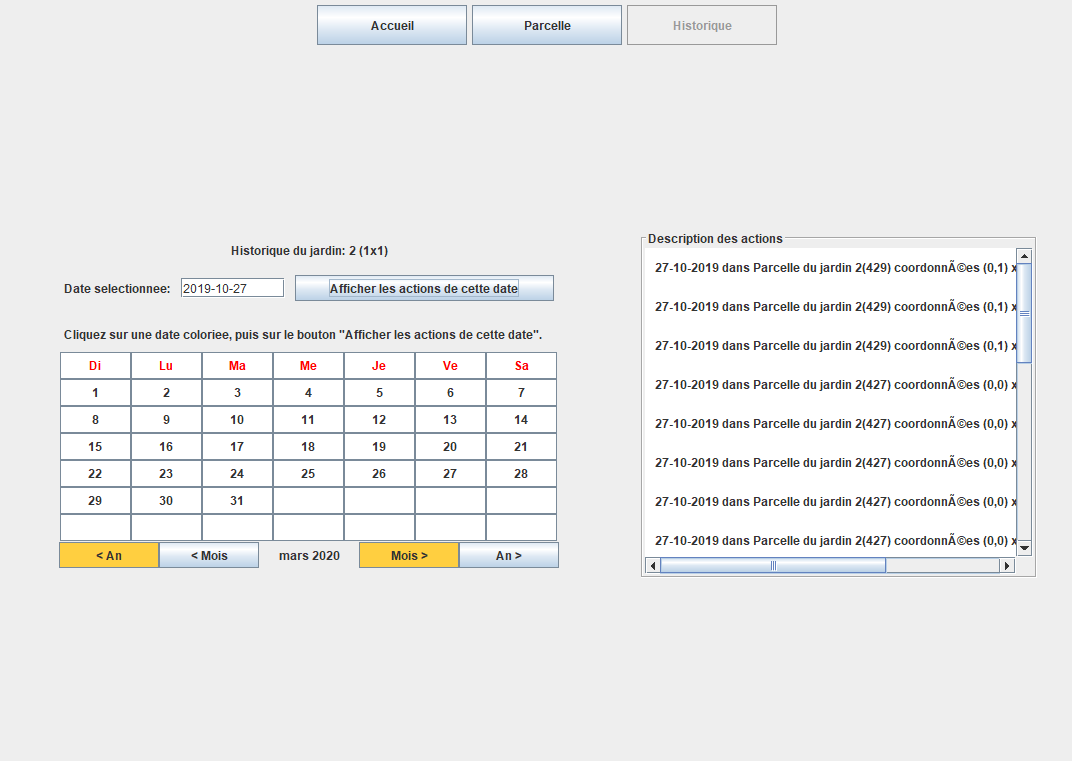 Accueil Parcelle Historique
Historique du jardin: 2 (1x1)
Date selectionnee: 2019-10-27 Afficher les actions de cette date
Cliquez sur une date coloriee, puis sur le bouton "Afficher les actions de cette date".
Di Lu Ma Me Je Ve Sa
1 2 3 4 5 6 7
8 9 10 11 12 13 14
15 16 17 18 19 20 21
22 23 24 25 26 27 28
29 30 31
< An < Mois mars 2020 Mois > An >
Description des actions
27-10-2019 dans Parcelle du jardin 2(429) coordonnÃ©es (0,1) x
27-10-2019 dans Parcelle du jardin 2(429) coordonnÃ©es (0,1) x
27-10-2019 dans Parcelle du jardin 2(429) coordonnÃ©es (0,1) x
27-10-2019 dans Parcelle du jardin 2(427) coordonnÃ©es (0,0) x
27-10-2019 dans Parcelle du jardin 2(427) coordonnÃ©es (0,0) x
27-10-2019 dans Parcelle du jardin 2(427) coordonnÃ©es (0,0) x
27-10-2019 dans Parcelle du jardin 2(427) coordonnÃ©es (0,0) x
27-10-2019 dans Parcelle du jardin 2(427) coordonnÃ©es (0,0) x